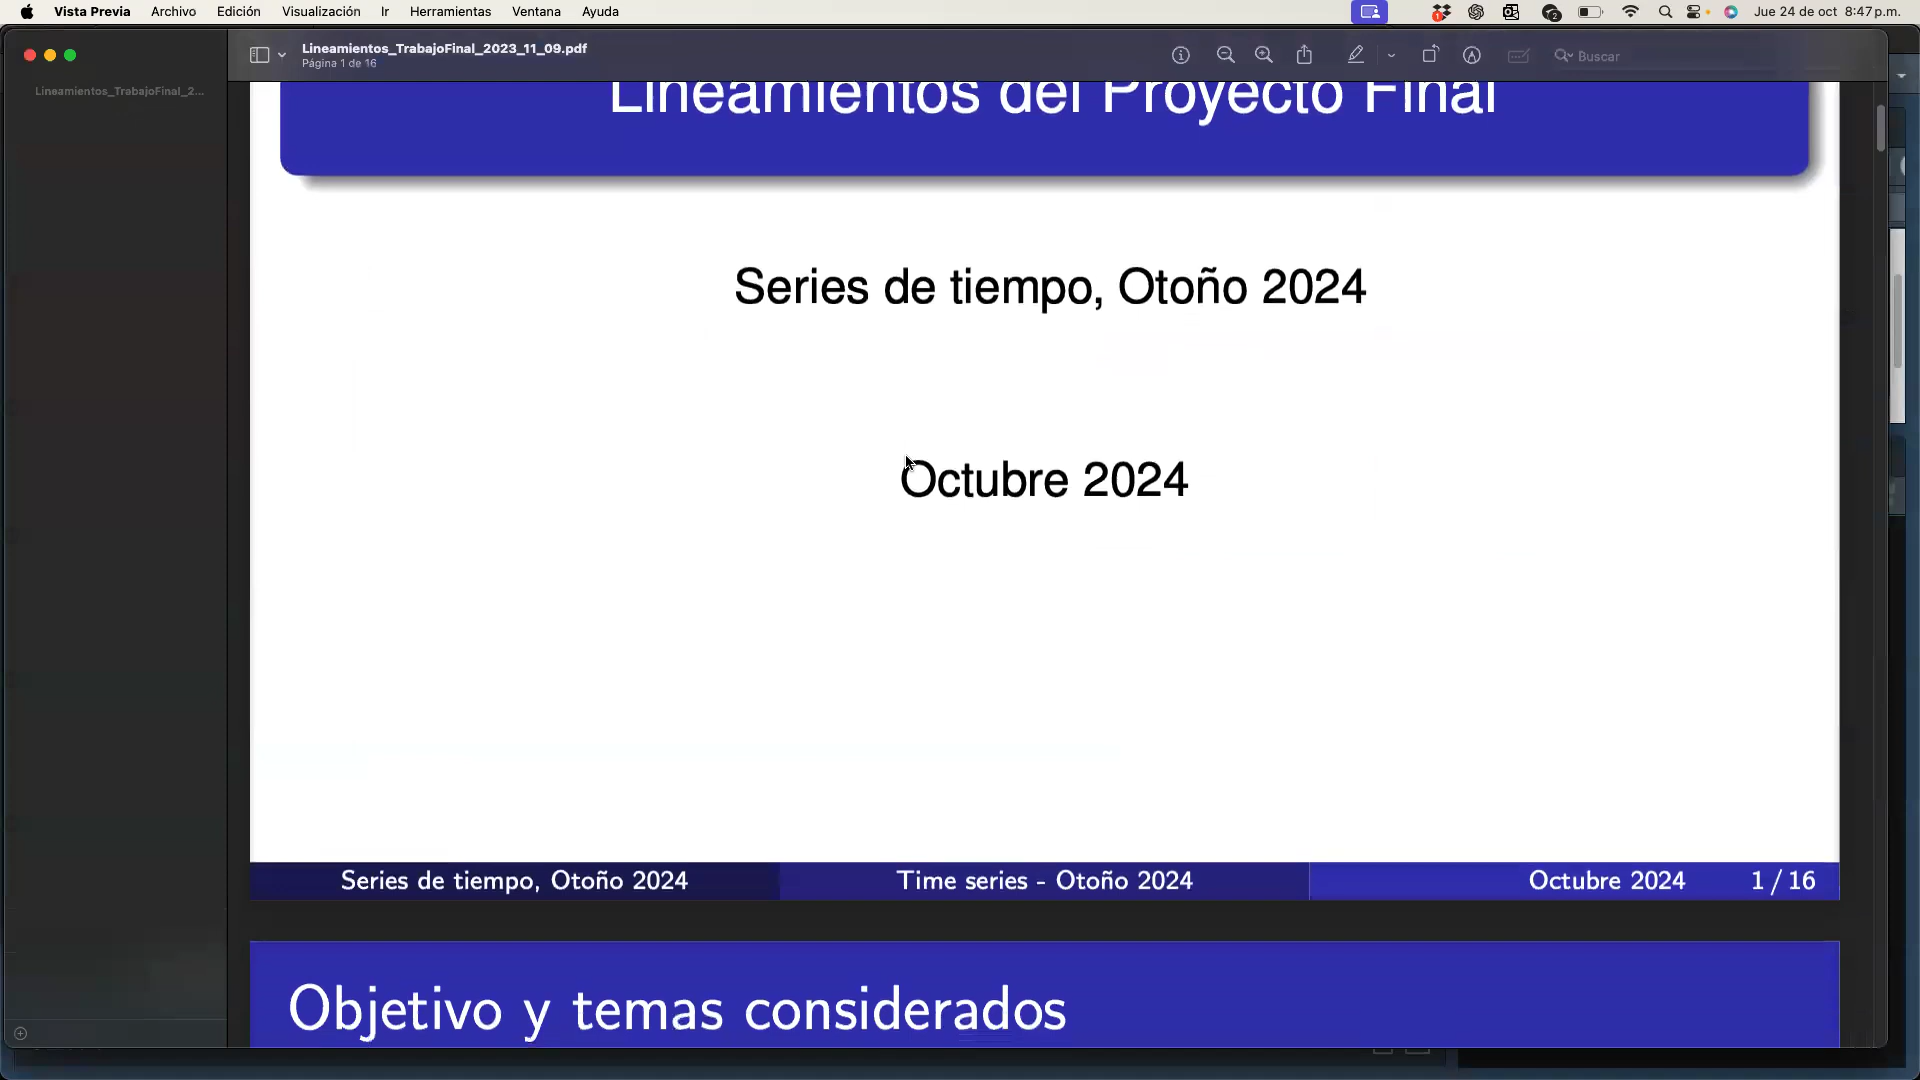 Vista Previa Archivo Edición Visualización Ir Herramientas Ventana Ayuda
Jue 24 de oct 8:47 p.m.
Lineamientos_TrabajoFinal_2023_11_09.pdf
Página 1 de 16
Buscar
Lineamientos_TrabajoFinal_2...
Lineamientos del Proyecto Final
Series de tiempo, Otoño 2024
Octubre 2024
Series de tiempo, Otoño 2024 Time series - Otoño 2024 Octubre 2024 1 / 16
Objetivo y temas considerados